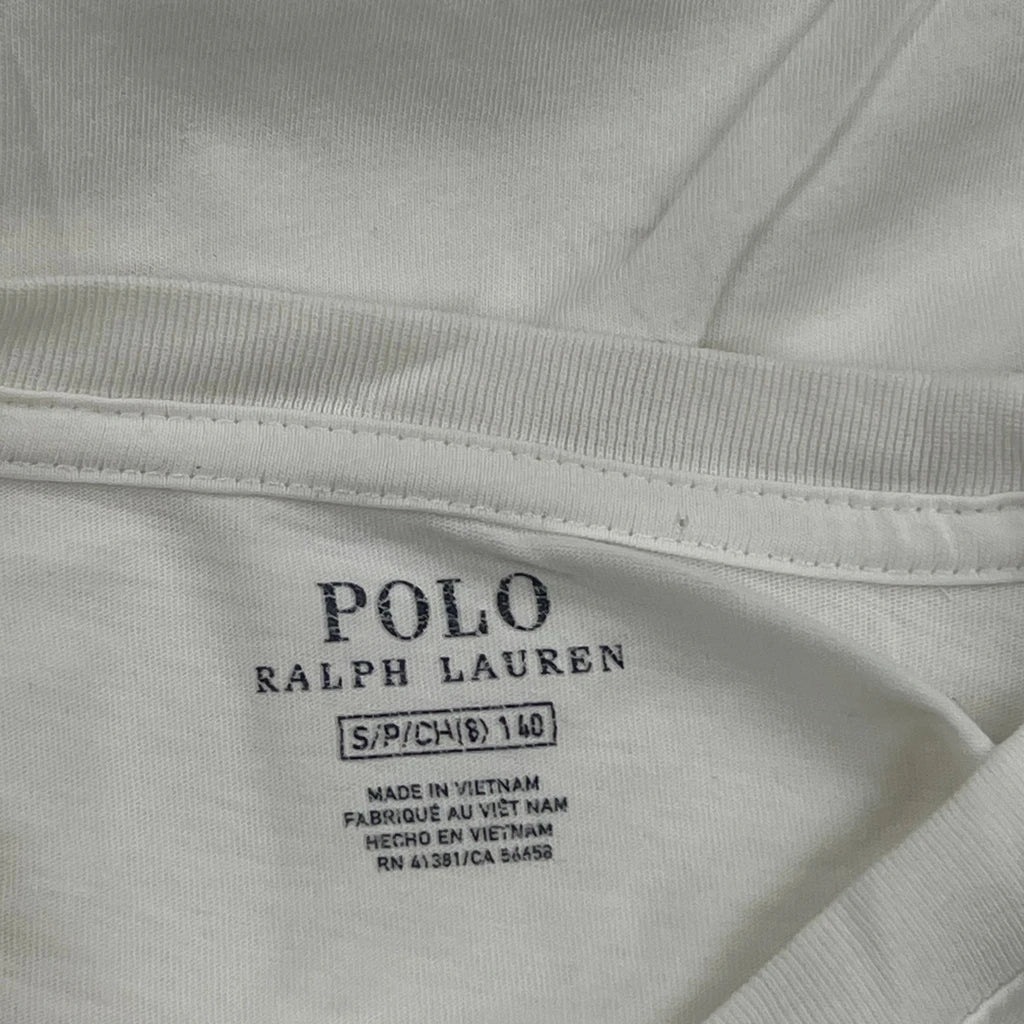 POLO
RALPH LAUREN
S/P/CH(8) 140
MADE IN VIETNAM
FABRIQUÉ AU VIÊT NAM
HECHO EN VIETNAM
RN 41381/CA 56658